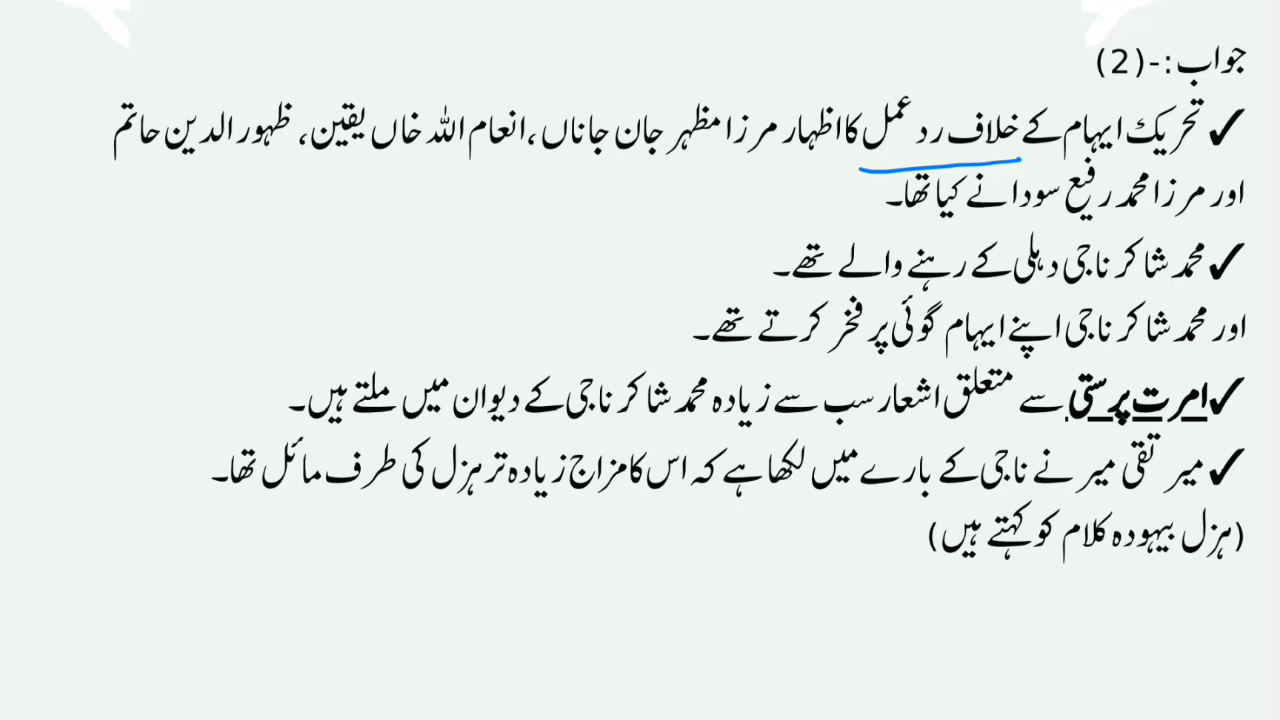 جواب:-(2)
✓تحریک ایہام کے خلاف رد عمل کا اظہار مرزا مظہر جان جاناں ،انعام اللہ خاں یقین، ظہور الدین حاتم
اور مرزا محمد رفیع سودا نے کیا تھا۔
✓محمد شاکر ناجی دہلی کے رہنے والے تھے۔
اور محمد شاکر ناجی اپنے ایہام گوئی پر فخر کرتے تھے۔
✓امرت پرستی سے متعلق اشعار سب سے زیادہ محمد شاکر ناجی کے دیوان میں ملتے ہیں۔
✓میر تقی میر نے ناجی کے بارے میں لکھا ہے کہ اس کا مزاج زیادہ تر ہزل کی طرف مائل تھا۔
(ہزل بیہودہ کلام کو کہتے ہیں)